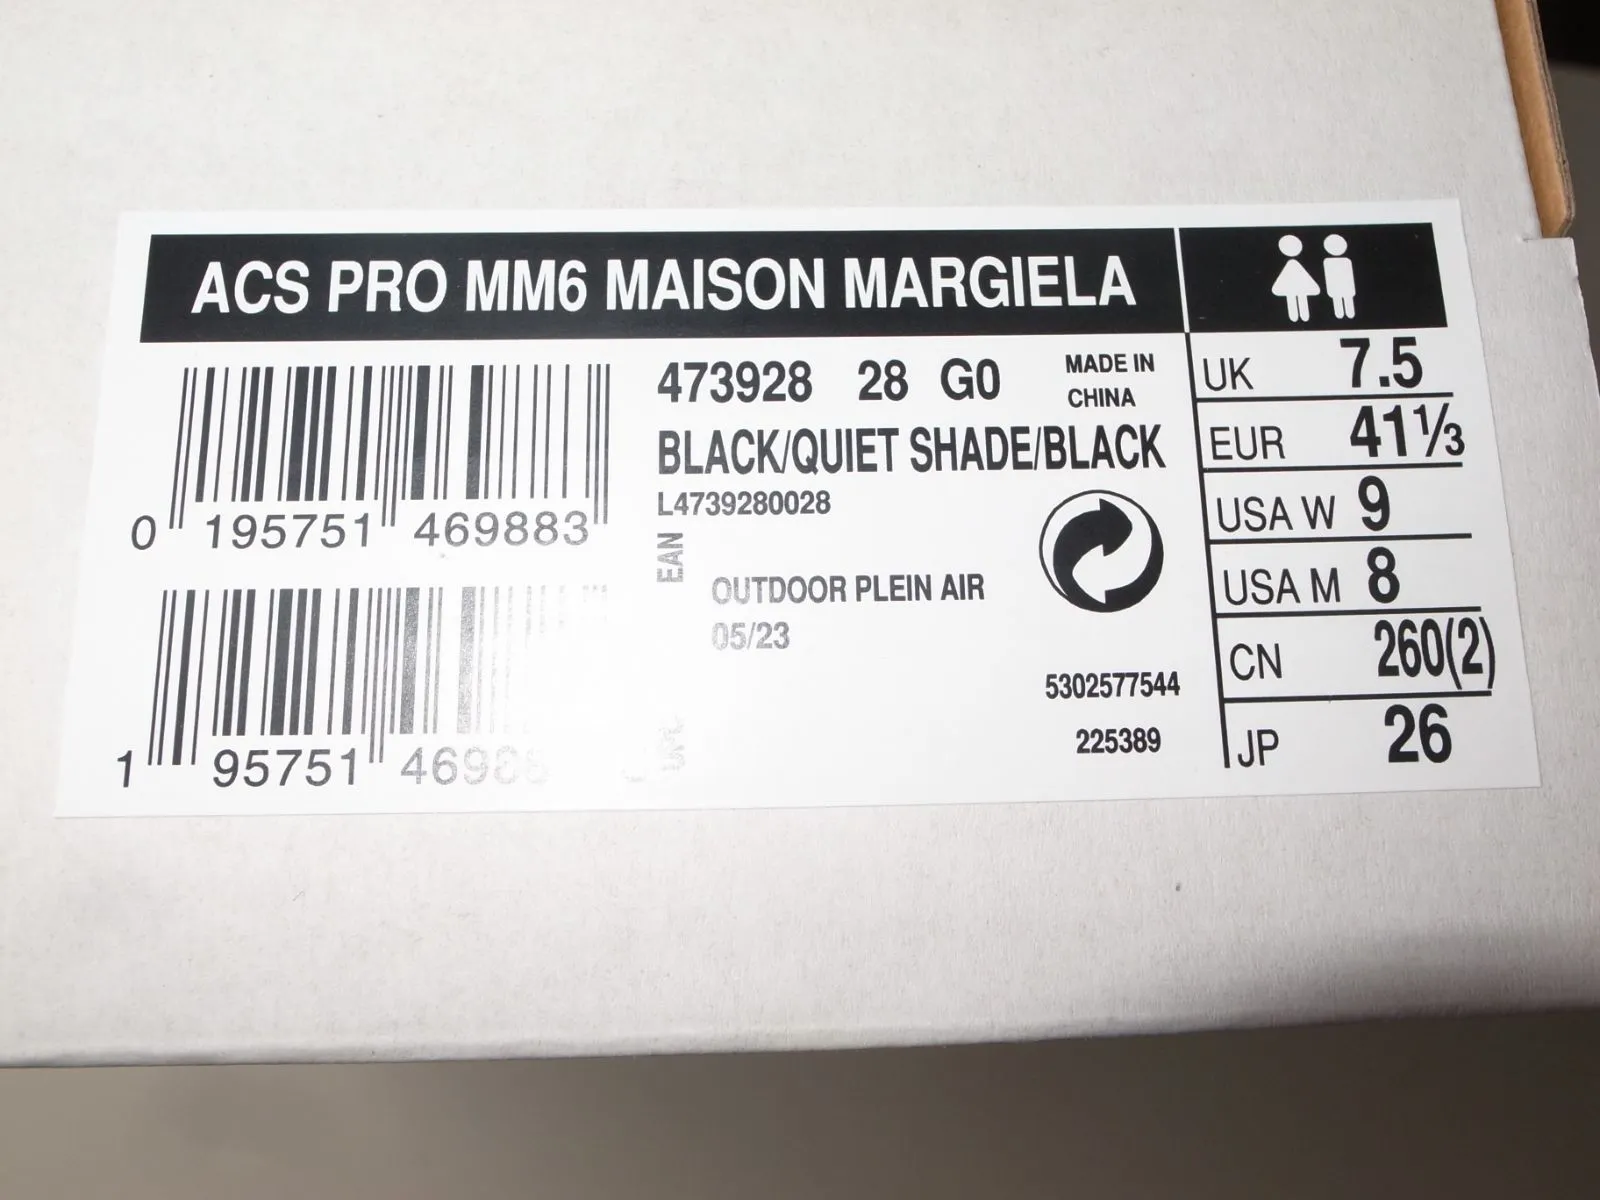 ACS PRO MM6 MAISON MARGIELA
473928 28 G0
MADE IN
CHINA
BLACK/QUIET SHADE/BLACK
L4739280028
0 195751 469883
EAN
OUTDOOR PLEIN AIR
05/23
1 95751
5302577544
225389
UK 7.5
EUR 41⅓
USA W 9
USA M 8
CN 260(2)
JP 26